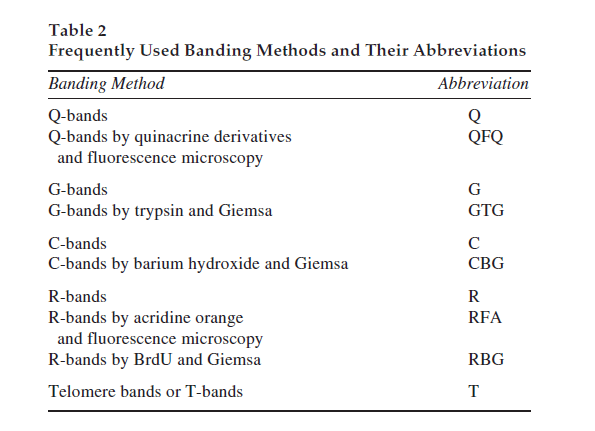 Table 2
Frequently Used Banding Methods and Their Abbreviations
Banding Method Abbreviation
Q-bands Q
Q-bands by quinacrine derivatives QFQ
and fluorescence microscopy
G-bands G
G-bands by trypsin and Giemsa GTG
C-bands C
C-bands by barium hydroxide and Giemsa CBG
R-bands R
R-bands by acridine orange RFA
and fluorescence microscopy
R-bands by BrdU and Giemsa RBG
Telomere bands or T-bands T